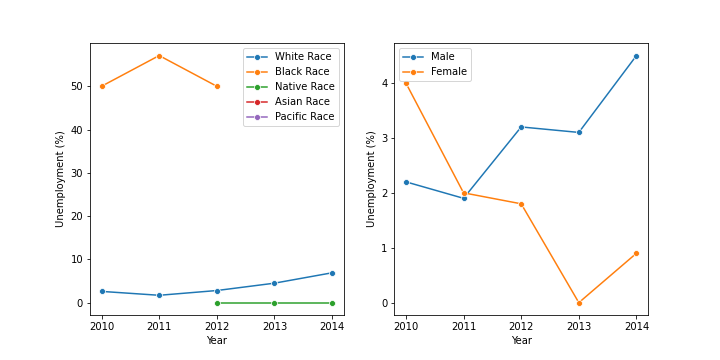 White Race
Black Race
Native Race
Asian Race
Pacific Race
Unemployment (%)
50
40
30
20
10
0
2010 2011 2012 2013 2014
Year
Male
Female
Unemployment (%)
4
3
2
1
0
2010 2011 2012 2013 2014
Year